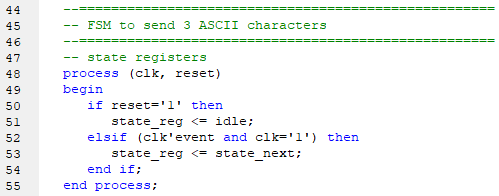 44 --====================================================
45 -- FSM to send 3 ASCII characters
46 --====================================================
47 -- state registers
48 process (clk, reset)
49 begin
50 if reset='1' then
51 state_reg <= idle;
52 elsif (clk'event and clk='1') then
53 state_reg <= state_next;
54 end if;
55 end process;